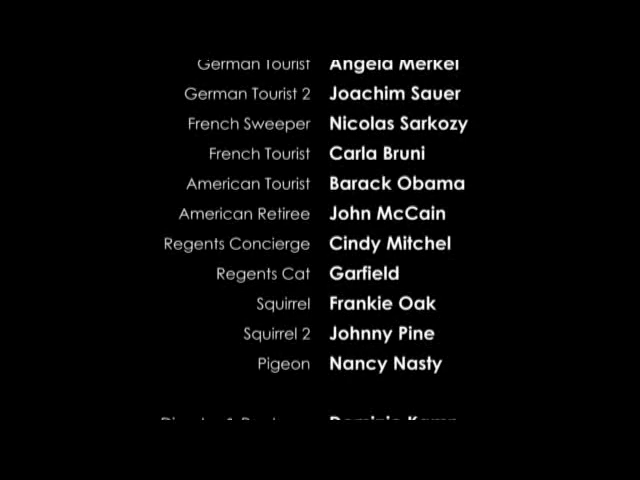 German Tourist Angela Merkel
German Tourist 2 Joachim Sauer
French Sweeper Nicolas Sarkozy
French Tourist Carla Bruni
American Tourist Barack Obama
American Retiree John McCain
Regents Concierge Cindy Mitchel
Regents Cat Garfield
Squirrel Frankie Oak
Squirrel 2 Johnny Pine
Pigeon Nancy Nasty